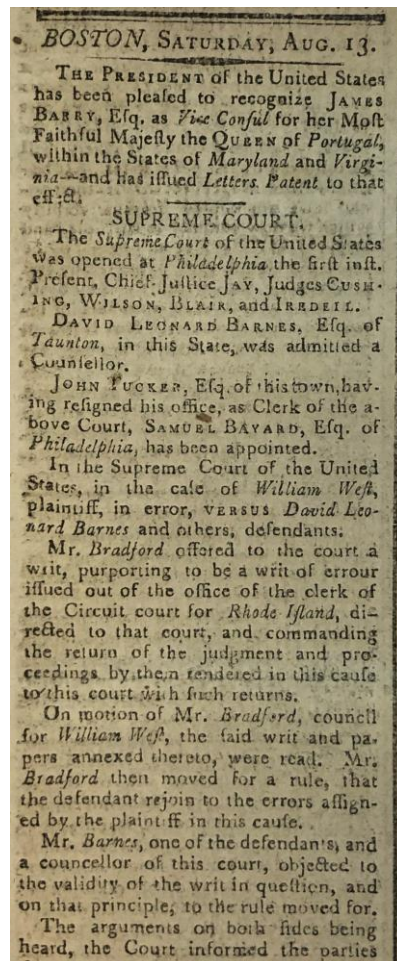 BOSTON, SATURDAY, AUG. 13.
THE PRESIDENT of the United States
has been pleaſed to recognize JAMES
BARRY, Eſq. as Vice Conſul for her Moſt
Faithful Majeſty the QUEEN of Portugal,
within the States of Maryland and Virgi-
nia--and has iſſued Letters Patent to that
effect.
SUPREME COURT.
The Supreme Court of the United States
was opened at Philadelphia the firſt inſt.
Preſent, Chief Juſtice JAY, Judges CUSH-
ING, WILSON, BLAIR, and IREDELL.
DAVID LEONARD BARNES, Eſq. of
Taunton, in this State, was admitted a
Counſellor.
JOHN TUCKER, Eſq. of this town, hav-
ing reſigned his office, as Clerk of the a-
bove Court, SAMUEL BAYARD, Eſq. of
Philadelphia, has been appointed.
In the Supreme Court of the United
States, in the caſe of William Weſt,
plaintiff, in error, VERSUS David Leo-
nard Barnes and others, defendants.
Mr. Bradford offered to the court a
writ, purporting to be a writ of errour
iſſued out of the office of the clerk of
the Circuit court for Rhode Iſland, di-
rected to that court, and commanding
the return of the judgment and pro-
ceedings by them rendered in this cauſe
to this court with ſuch returns.
On motion of Mr. Bradford, council
for William Weſt, the ſaid writ and pa-
pers annexed thereto, were read. Mr.
Bradford then moved for a rule, that
the defendant rejoin to the errors aſſign-
ed by the plaintiff in this cauſe.
Mr. Barnes, one of the defendan's, and
a councellor of this court, objected to
the validity of the writ in queſtion, and
on that principle, to the rule moved for.
The arguments on both ſides being
heard, the Court informed the parties